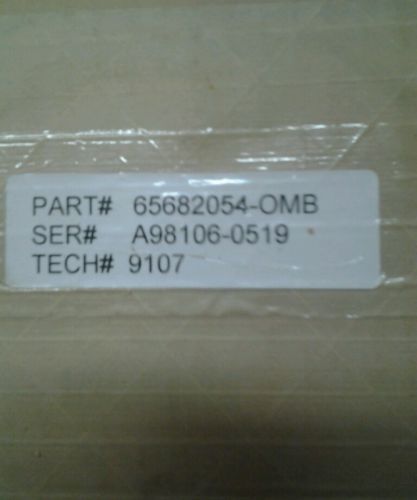 PART# 65682054-OMB
SER# A98106-0519
TECH# 9107